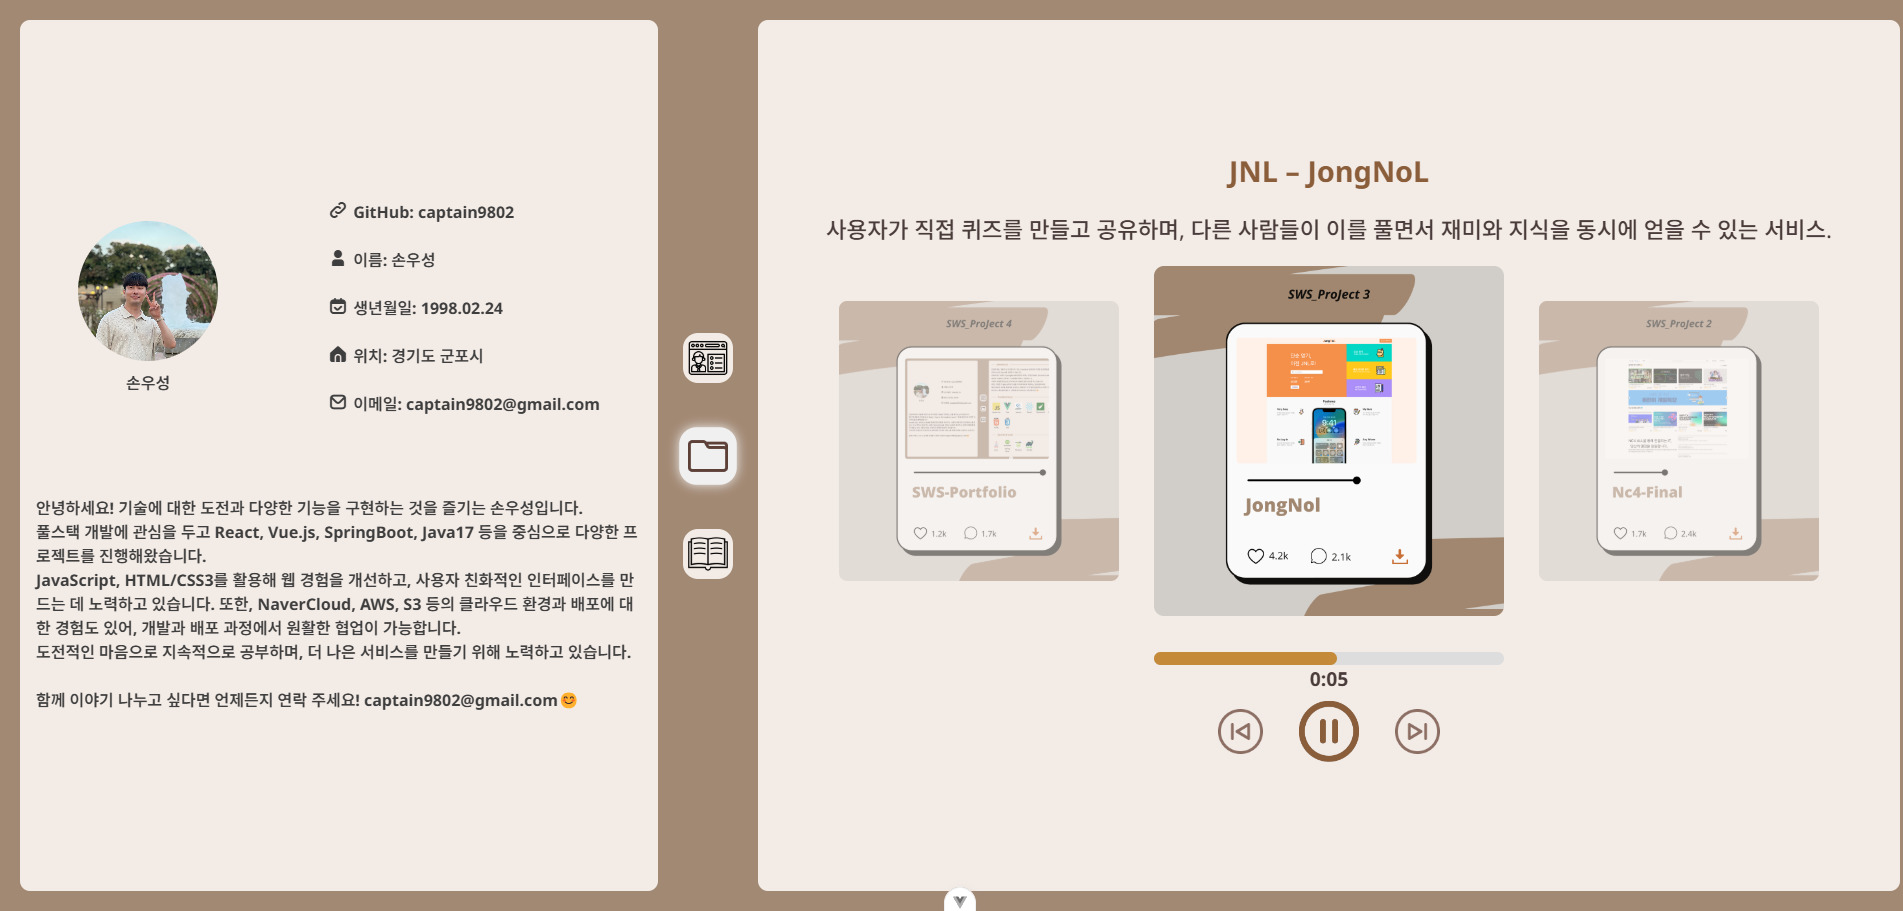 GitHub: captain9802
이름: 손우성
생년월일: 1998.02.24
위치: 경기도 군포시
이메일: captain9802@gmail.com
손우성
안녕하세요! 기술에 대한 도전과 다양한 기능을 구현하는 것을 즐기는 손우성입니다.
풀스택 개발에 관심을 두고 React, Vue.js, SpringBoot, Java17 등을 중심으로 다양한 프
로젝트를 진행해왔습니다.
JavaScript, HTML/CSS3를 활용해 웹 경험을 개선하고, 사용자 친화적인 인터페이스를 만
드는 데 노력하고 있습니다. 또한, NaverCloud, AWS, S3 등의 클라우드 환경과 배포에 대
한 경험도 있어, 개발과 배포 과정에서 원활한 협업이 가능합니다.
도전적인 마음으로 지속적으로 공부하며, 더 나은 서비스를 만들기 위해 노력하고 있습니다.
함께 이야기 나누고 싶다면 언제든지 연락 주세요! captain9802@gmail.com😊
JNL – JongNoL
사용자가 직접 퀴즈를 만들고 공유하며, 다른 사람들이 이를 풀면서 재미와 지식을 동시에 얻을 수 있는 서비스.
SWS_ProJect 4
SWS-Portfolio
1.2k
1.7k
SWS_ProJect 3
9:41
JongNol
4.2k
2.1k
SWS_ProJect 2
Nc4-Final
1.7k
2.4k
0:05